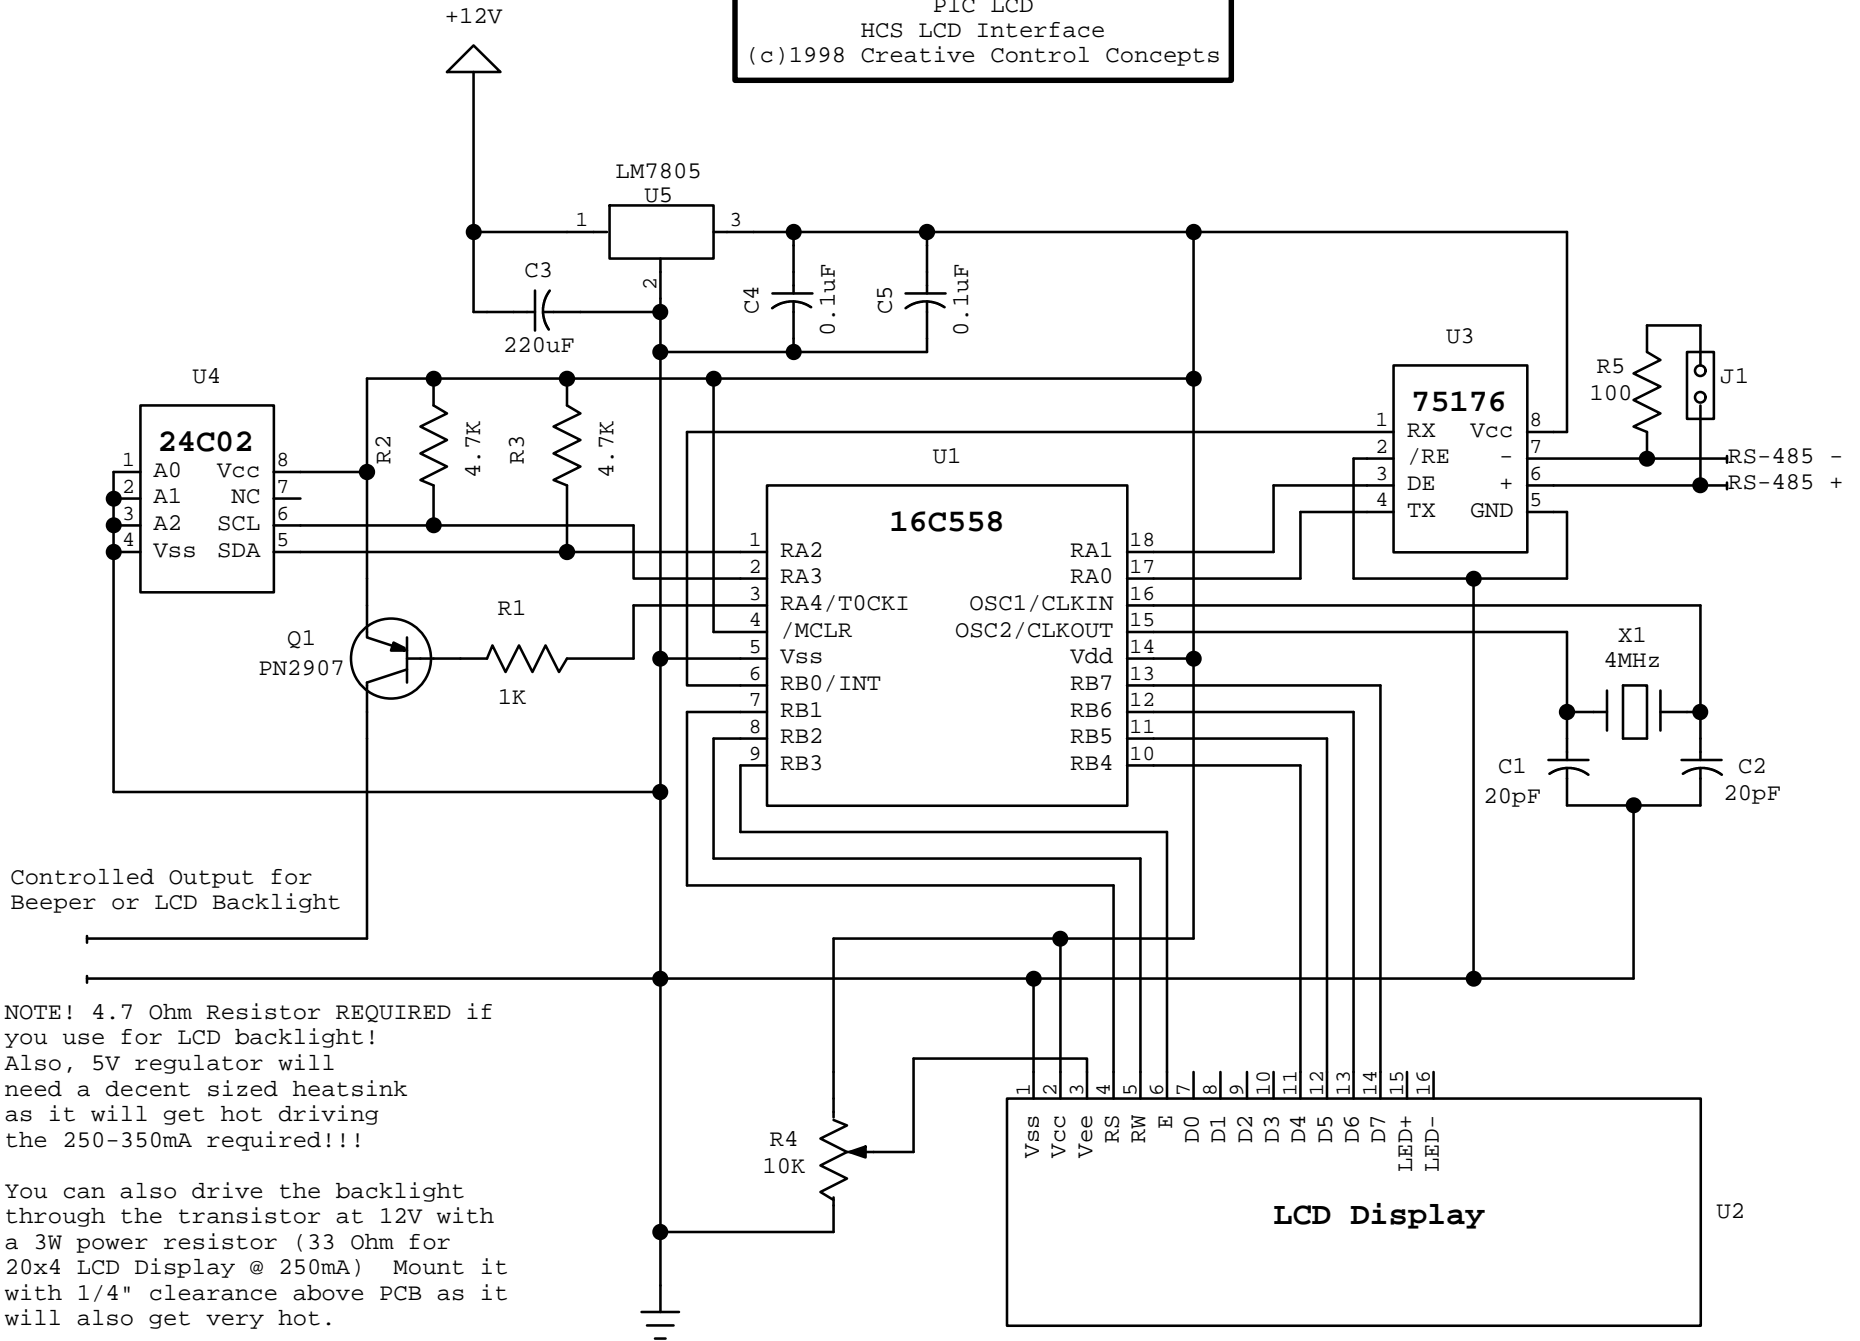 +12V
PIC LCD
HCS LCD Interface
(c)1998 Creative Control Concepts
LM7805
U5
1
3
2
C3
220uF
C4
0.1uF
C5
0.1uF
U4
24C02
1 A0 Vcc 8
2 A1 NC 7
3 A2 SCL 6
4 Vss SDA 5
R2
4.7K
R3
4.7K
U3
75176
1 RX Vcc 8
2 /RE - 7
3 DE + 6
4 TX GND 5
R5
100
J1
RS-485 -
RS-485 +
U1
16C558
1 RA2 RA1 18
2 RA3 RA0 17
3 RA4/T0CKI OSC1/CLKIN 16
4 /MCLR OSC2/CLKOUT 15
5 Vss Vdd 14
6 RB0/INT RB7 13
7 RB1 RB6 12
8 RB2 RB5 11
9 RB3 RB4 10
Q1
PN2907
R1
1K
X1
4MHz
C1
20pF
C2
20pF
Controlled Output for
Beeper or LCD Backlight
NOTE! 4.7 Ohm Resistor REQUIRED if
you use for LCD backlight!
Also, 5V regulator will
need a decent sized heatsink
as it will get hot driving
the 250-350mA required!!!
You can also drive the backlight
through the transistor at 12V with
a 3W power resistor (33 Ohm for
20x4 LCD Display @ 250mA)  Mount it
with 1/4" clearance above PCB as it
will also get very hot.
R4
10K
1 2 3 4 5 6 7 8 9 10 11 12 13 14 15 16
Vss Vcc Vee RS RW E D0 D1 D2 D3 D4 D5 D6 D7 LED+ LED-
LCD Display
U2